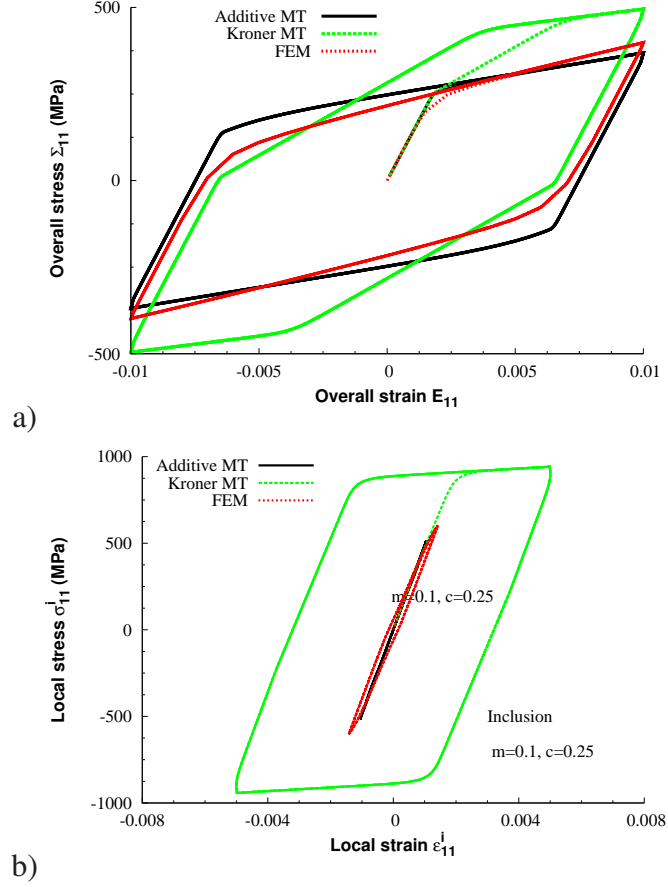 500
Additive MT
Kroner MT
FEM
Overall stress Σ11 (MPa)
0
-500
-0.01
-0.005
0
0.005
0.01
Overall strain E11
a)
1000
Additive MT
Kroner MT
FEM
500
m=0.1, c=0.25
Local stress σ11^i (MPa)
0
-500
Inclusion
m=0.1, c=0.25
-1000
-0.008
-0.004
0
0.004
0.008
Local strain ε11^i
b)